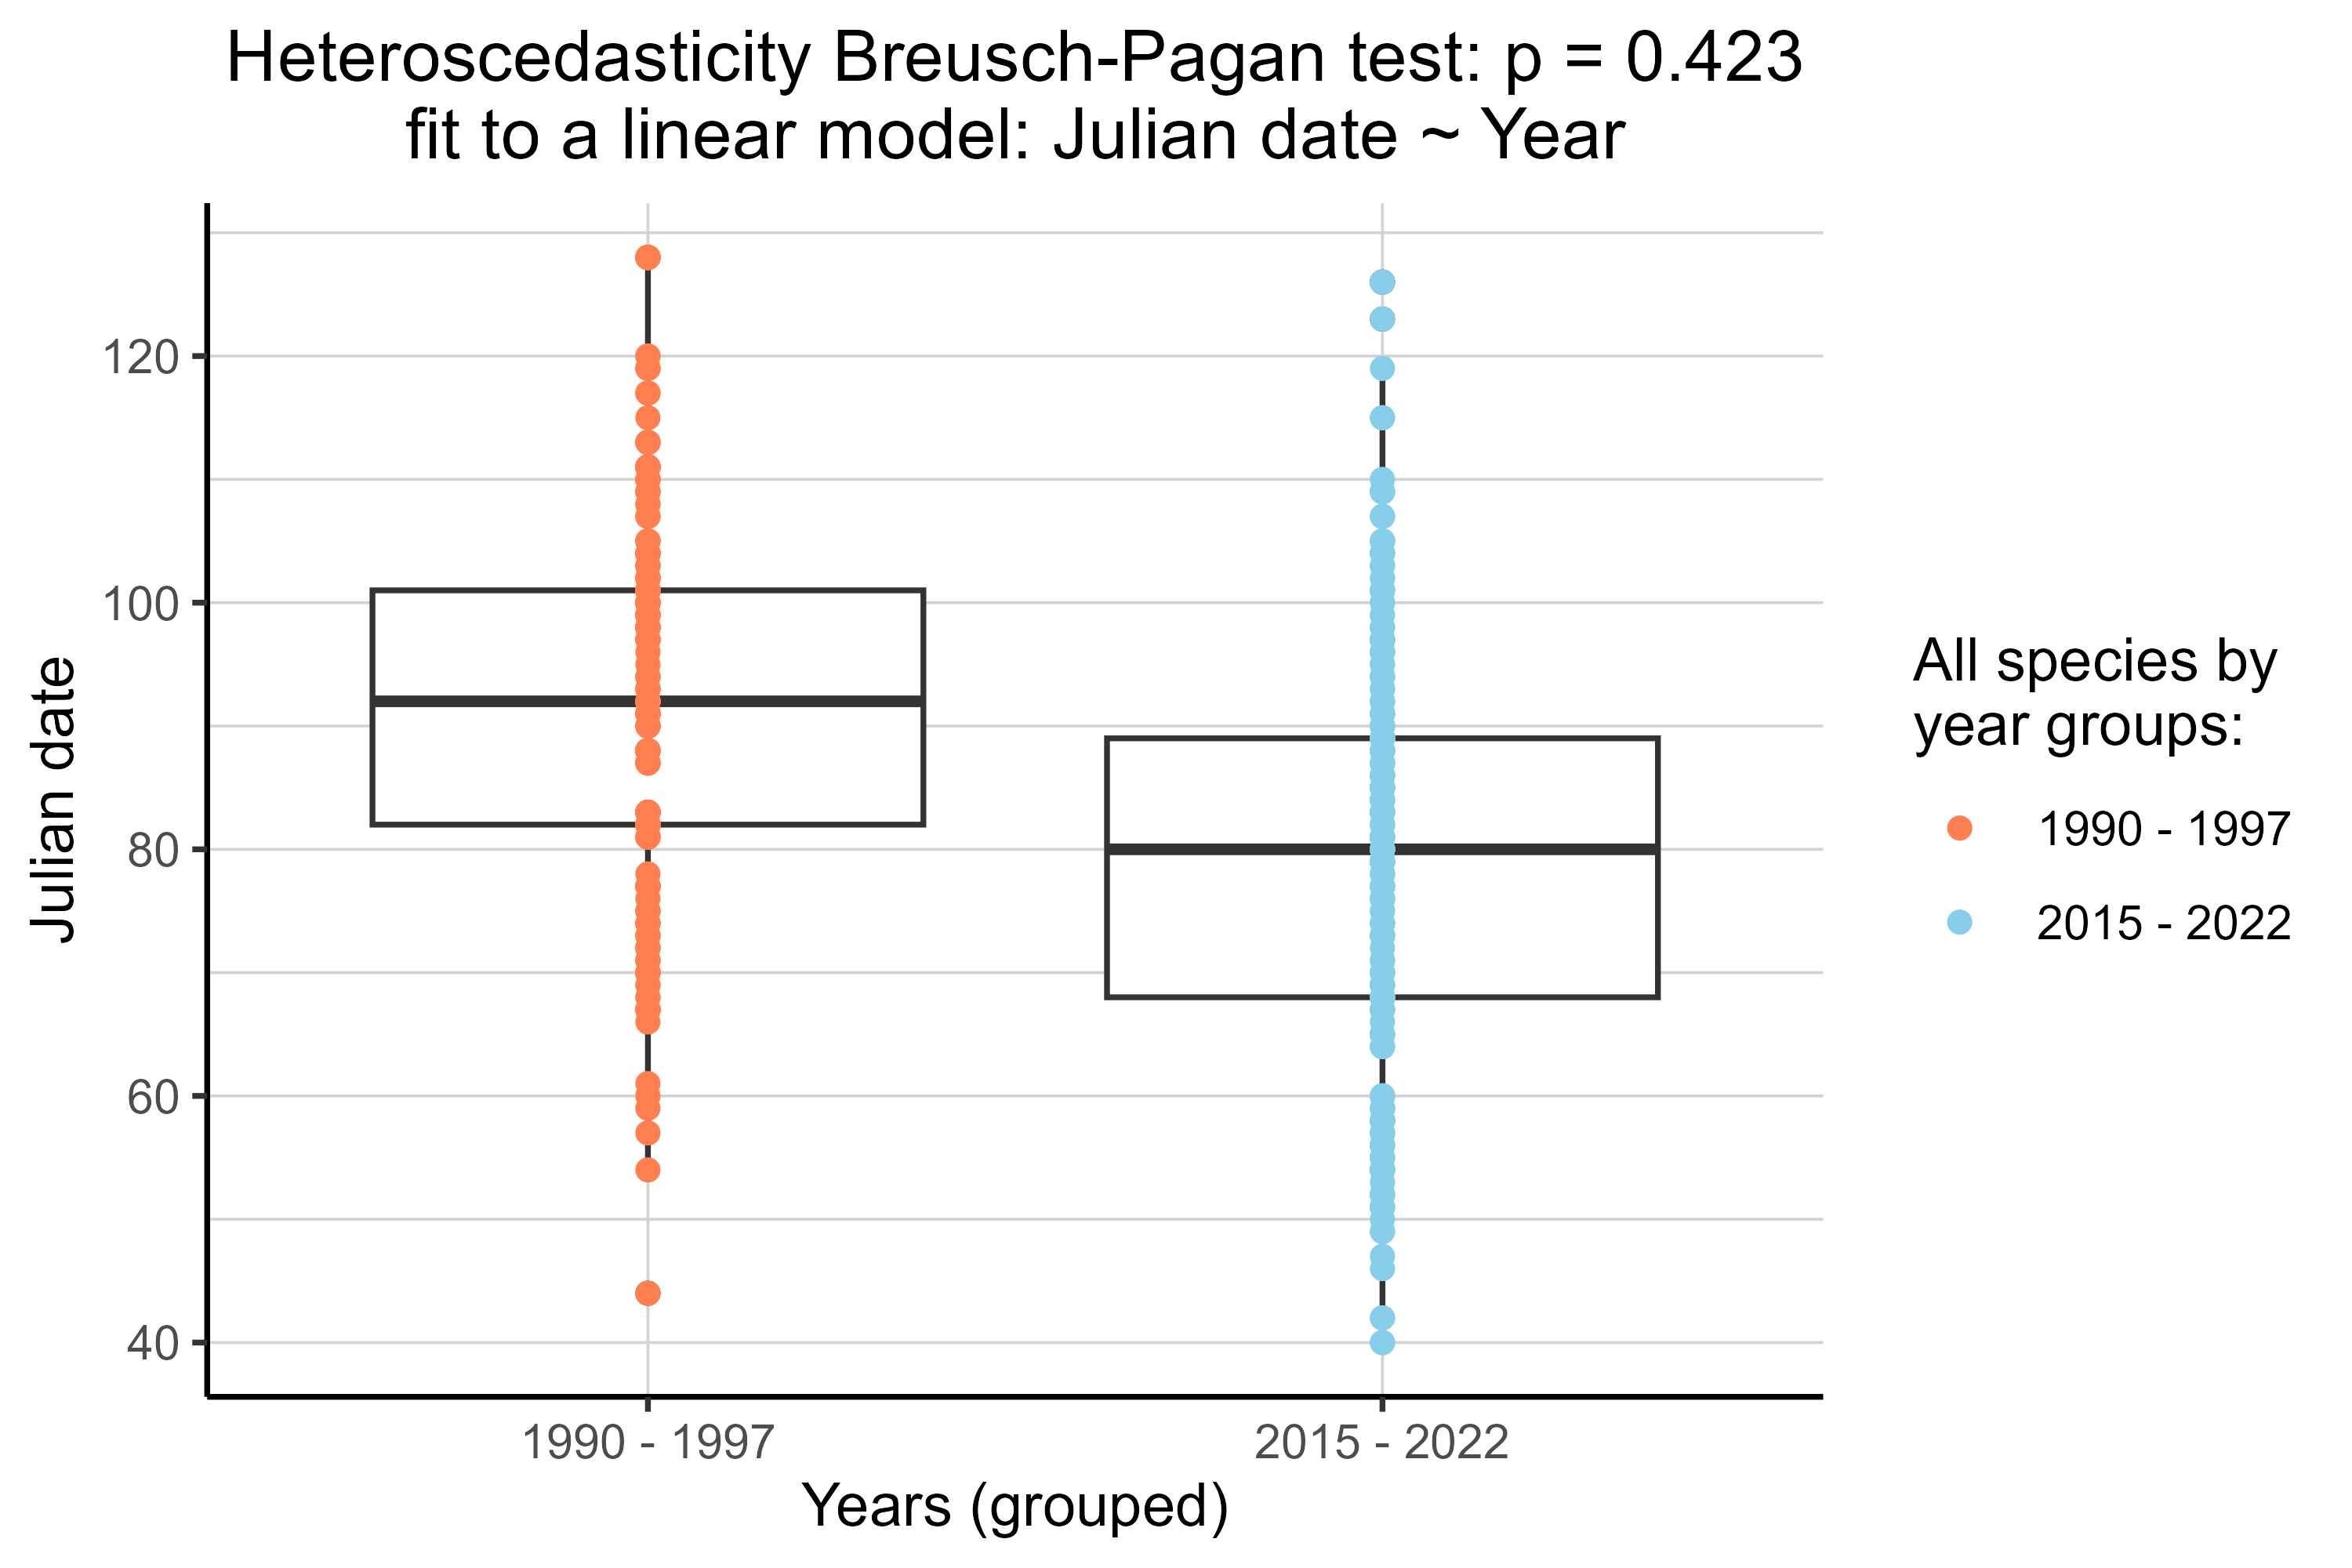 Heteroscedasticity Breusch-Pagan test: p = 0.423
fit to a linear model: Julian date ~ Year
Julian date
120
100
80
60
40
1990 - 1997
2015 - 2022
Years (grouped)
All species by
year groups:
1990 - 1997
2015 - 2022